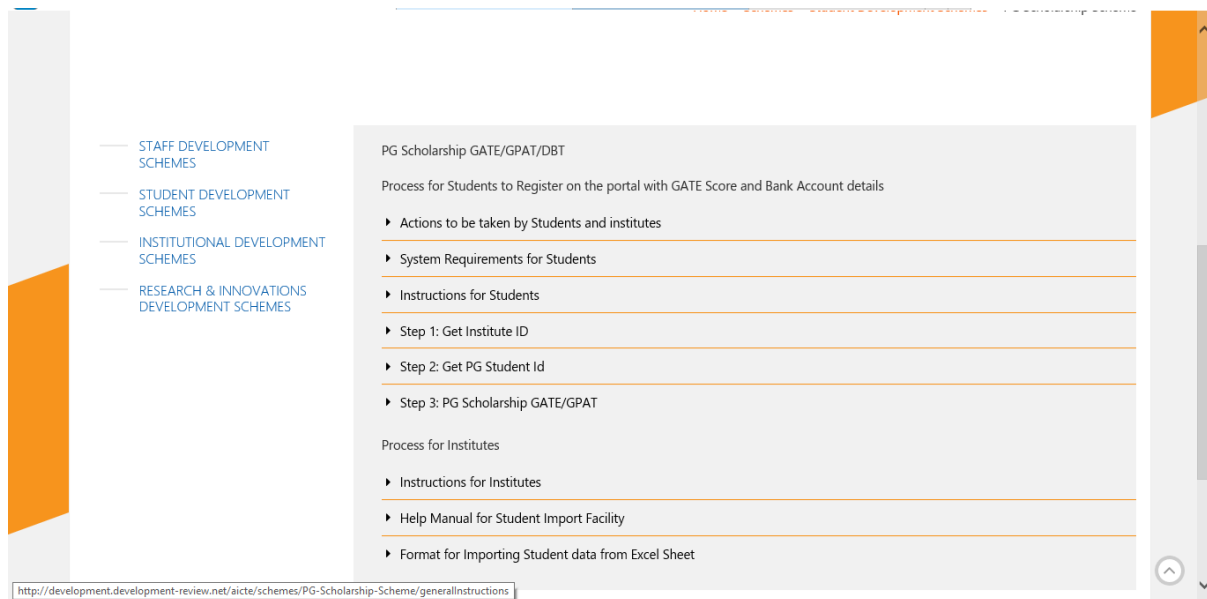 STAFF DEVELOPMENT
SCHEMES
STUDENT DEVELOPMENT
SCHEMES
INSTITUTIONAL DEVELOPMENT
SCHEMES
RESEARCH & INNOVATIONS
DEVELOPMENT SCHEMES
PG Scholarship GATE/GPAT/DBT
Process for Students to Register on the portal with GATE Score and Bank Account details
Actions to be taken by Students and institutes
System Requirements for Students
Instructions for Students
Step 1: Get Institute ID
Step 2: Get PG Student Id
Step 3: PG Scholarship GATE/GPAT
Process for Institutes
Instructions for Institutes
Help Manual for Student Import Facility
Format for Importing Student data from Excel Sheet
http://development.development-review.net/aicte/schemes/PG-Scholarship-Scheme/generalInstructions